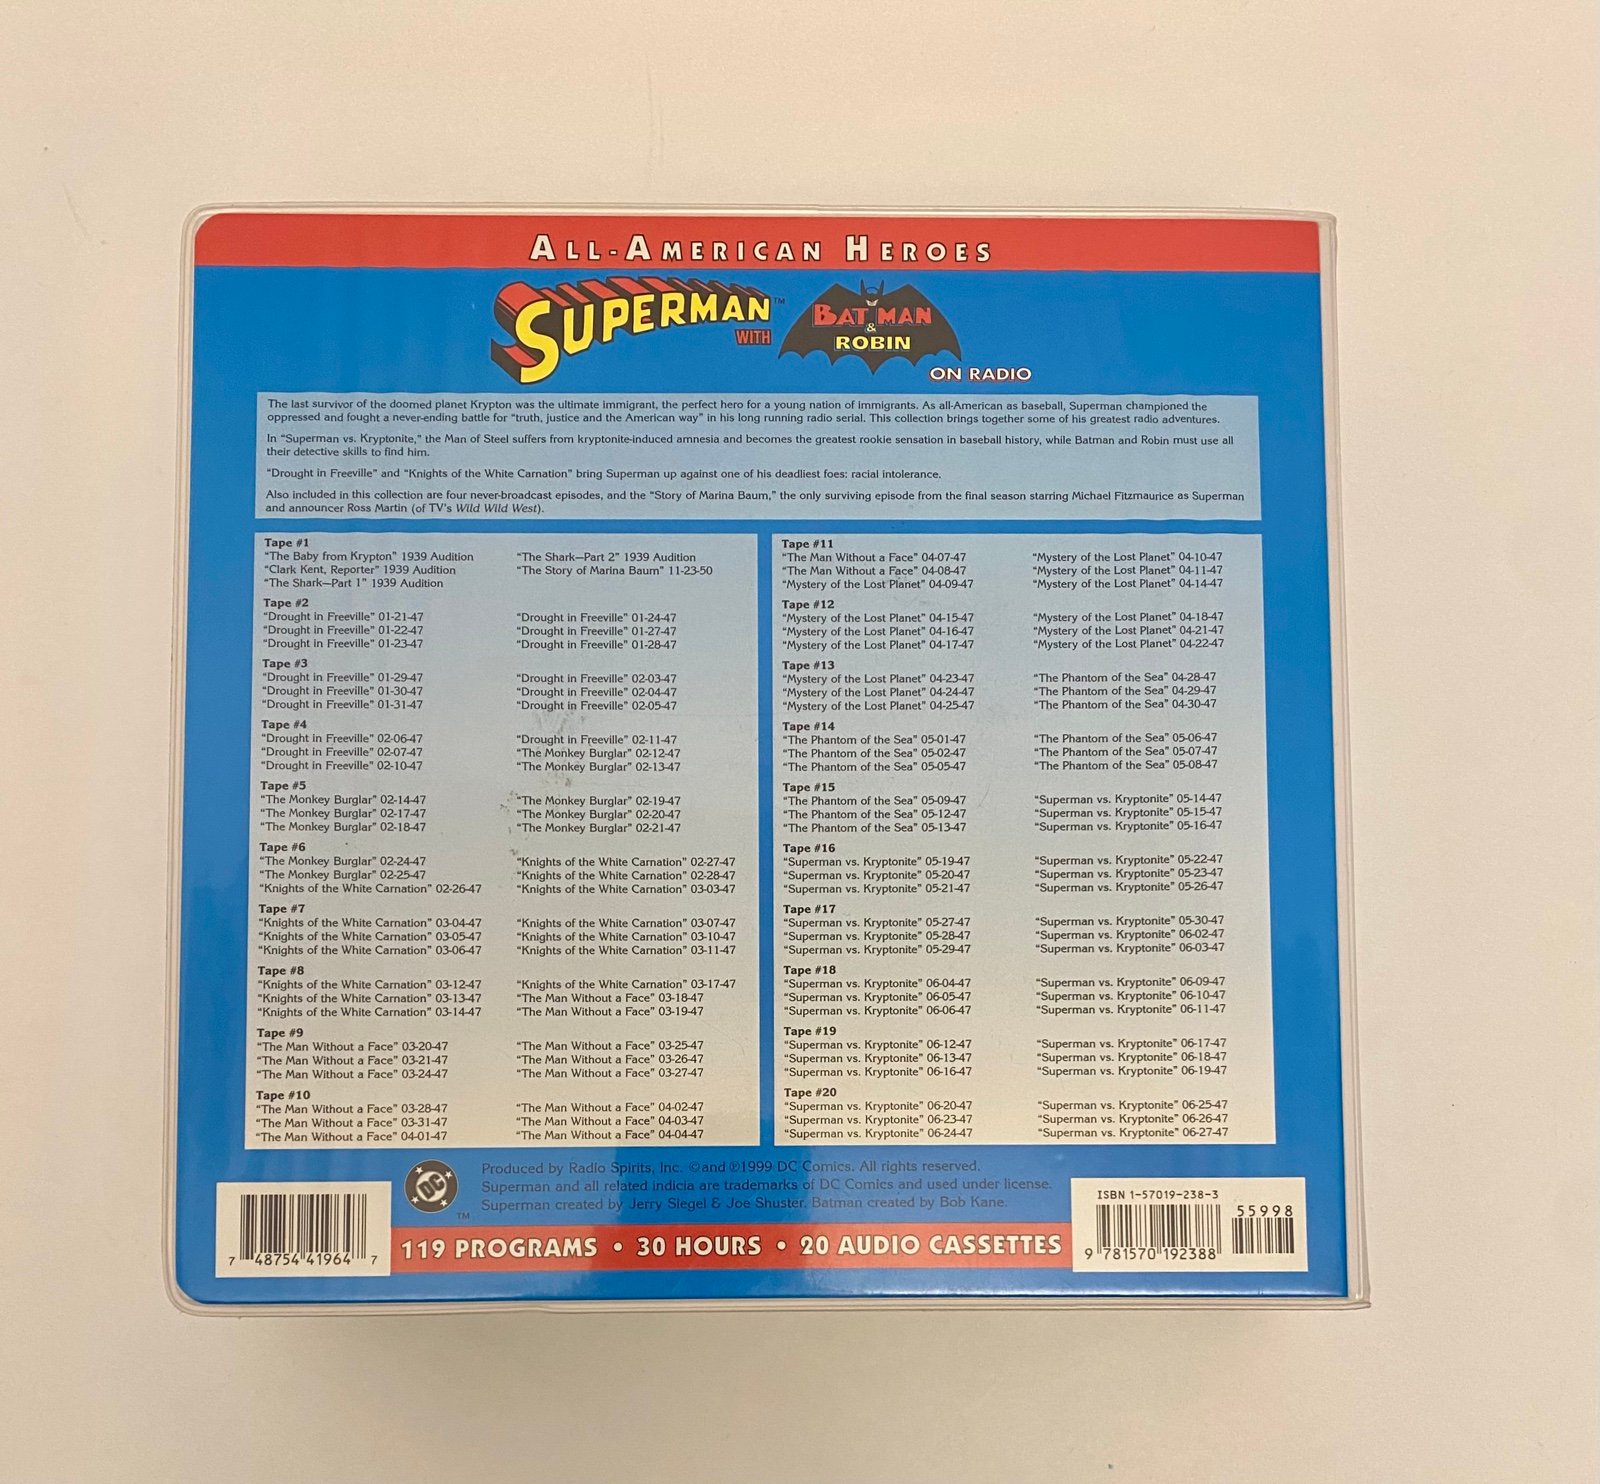 ALL-AMERICAN HEROES
SUPERMAN™
WITH
BATMAN
&
ROBIN
ON RADIO
The last survivor of the doomed planet Krypton was the ultimate immigrant, the perfect hero for a young nation of immigrants. As all-American as baseball, Superman championed the
oppressed and fought a never-ending battle for “truth, justice and the American way” in his long running radio serial. This collection brings together some of his greatest radio adventures.
In “Superman vs. Kryptonite,” the Man of Steel suffers from kryptonite-induced amnesia and becomes the greatest rookie sensation in baseball history, while Batman and Robin must use all
their detective skills to find him.
“Drought in Freeville” and “Knights of the White Carnation” bring Superman up against one of his deadliest foes: racial intolerance.
Also included in this collection are four never-broadcast episodes, and the “Story of Marina Baum,” the only surviving episode from the final season starring Michael Fitzmaurice as Superman
and announcer Ross Martin (of TV's Wild Wild West).
Tape #1
“The Baby from Krypton” 1939 Audition
“Clark Kent, Reporter” 1939 Audition
“The Shark—Part 1” 1939 Audition
“The Shark—Part 2” 1939 Audition
“The Story of Marina Baum” 11-23-50
Tape #2
“Drought in Freeville” 01-21-47
“Drought in Freeville” 01-22-47
“Drought in Freeville” 01-23-47
“Drought in Freeville” 01-24-47
“Drought in Freeville” 01-27-47
“Drought in Freeville” 01-28-47
Tape #3
“Drought in Freeville” 01-29-47
“Drought in Freeville” 01-30-47
“Drought in Freeville” 01-31-47
“Drought in Freeville” 02-03-47
“Drought in Freeville” 02-04-47
“Drought in Freeville” 02-05-47
Tape #4
“Drought in Freeville” 02-06-47
“Drought in Freeville” 02-07-47
“Drought in Freeville” 02-10-47
“Drought in Freeville” 02-11-47
“The Monkey Burglar” 02-12-47
“The Monkey Burglar” 02-13-47
Tape #5
“The Monkey Burglar” 02-14-47
“The Monkey Burglar” 02-17-47
“The Monkey Burglar” 02-18-47
“The Monkey Burglar” 02-19-47
“The Monkey Burglar” 02-20-47
“The Monkey Burglar” 02-21-47
Tape #6
“The Monkey Burglar” 02-24-47
“The Monkey Burglar” 02-25-47
“Knights of the White Carnation” 02-26-47
“Knights of the White Carnation” 02-27-47
“Knights of the White Carnation” 02-28-47
“Knights of the White Carnation” 03-03-47
Tape #7
“Knights of the White Carnation” 03-04-47
“Knights of the White Carnation” 03-05-47
“Knights of the White Carnation” 03-06-47
“Knights of the White Carnation” 03-07-47
“Knights of the White Carnation” 03-10-47
“Knights of the White Carnation” 03-11-47
Tape #8
“Knights of the White Carnation” 03-12-47
“Knights of the White Carnation” 03-13-47
“Knights of the White Carnation” 03-14-47
“Knights of the White Carnation” 03-17-47
“The Man Without a Face” 03-18-47
“The Man Without a Face” 03-19-47
Tape #9
“The Man Without a Face” 03-20-47
“The Man Without a Face” 03-21-47
“The Man Without a Face” 03-24-47
“The Man Without a Face” 03-25-47
“The Man Without a Face” 03-26-47
“The Man Without a Face” 03-27-47
Tape #10
“The Man Without a Face” 03-28-47
“The Man Without a Face” 03-31-47
“The Man Without a Face” 04-01-47
“The Man Without a Face” 04-02-47
“The Man Without a Face” 04-03-47
“The Man Without a Face” 04-04-47
Tape #11
“The Man Without a Face” 04-07-47
“The Man Without a Face” 04-08-47
“Mystery of the Lost Planet” 04-09-47
“Mystery of the Lost Planet” 04-10-47
“Mystery of the Lost Planet” 04-11-47
“Mystery of the Lost Planet” 04-14-47
Tape #12
“Mystery of the Lost Planet” 04-15-47
“Mystery of the Lost Planet” 04-16-47
“Mystery of the Lost Planet” 04-17-47
“Mystery of the Lost Planet” 04-18-47
“Mystery of the Lost Planet” 04-21-47
“Mystery of the Lost Planet” 04-22-47
Tape #13
“Mystery of the Lost Planet” 04-23-47
“Mystery of the Lost Planet” 04-24-47
“Mystery of the Lost Planet” 04-25-47
“The Phantom of the Sea” 04-28-47
“The Phantom of the Sea” 04-29-47
“The Phantom of the Sea” 04-30-47
Tape #14
“The Phantom of the Sea” 05-01-47
“The Phantom of the Sea” 05-02-47
“The Phantom of the Sea” 05-05-47
“The Phantom of the Sea” 05-06-47
“The Phantom of the Sea” 05-07-47
“The Phantom of the Sea” 05-08-47
Tape #15
“The Phantom of the Sea” 05-09-47
“The Phantom of the Sea” 05-12-47
“The Phantom of the Sea” 05-13-47
“Superman vs. Kryptonite” 05-14-47
“Superman vs. Kryptonite” 05-15-47
“Superman vs. Kryptonite” 05-16-47
Tape #16
“Superman vs. Kryptonite” 05-19-47
“Superman vs. Kryptonite” 05-20-47
“Superman vs. Kryptonite” 05-21-47
“Superman vs. Kryptonite” 05-22-47
“Superman vs. Kryptonite” 05-23-47
“Superman vs. Kryptonite” 05-26-47
Tape #17
“Superman vs. Kryptonite” 05-27-47
“Superman vs. Kryptonite” 05-28-47
“Superman vs. Kryptonite” 05-29-47
“Superman vs. Kryptonite” 05-30-47
“Superman vs. Kryptonite” 06-02-47
“Superman vs. Kryptonite” 06-03-47
Tape #18
“Superman vs. Kryptonite” 06-04-47
“Superman vs. Kryptonite” 06-05-47
“Superman vs. Kryptonite” 06-06-47
“Superman vs. Kryptonite” 06-09-47
“Superman vs. Kryptonite” 06-10-47
“Superman vs. Kryptonite” 06-11-47
Tape #19
“Superman vs. Kryptonite” 06-12-47
“Superman vs. Kryptonite” 06-13-47
“Superman vs. Kryptonite” 06-16-47
“Superman vs. Kryptonite” 06-17-47
“Superman vs. Kryptonite” 06-18-47
“Superman vs. Kryptonite” 06-19-47
Tape #20
“Superman vs. Kryptonite” 06-20-47
“Superman vs. Kryptonite” 06-23-47
“Superman vs. Kryptonite” 06-24-47
“Superman vs. Kryptonite” 06-25-47
“Superman vs. Kryptonite” 06-26-47
“Superman vs. Kryptonite” 06-27-47
DC
TM
Produced by Radio Spirits, Inc. ©and ℗1999 DC Comics. All rights reserved.
Superman and all related indicia are trademarks of DC Comics and used under license.
Superman created by Jerry Siegel & Joe Shuster. Batman created by Bob Kane.
7 48754 41964 7
119 PROGRAMS • 30 HOURS • 20 AUDIO CASSETTES
ISBN 1-57019-238-3
55998
9 781570 192388